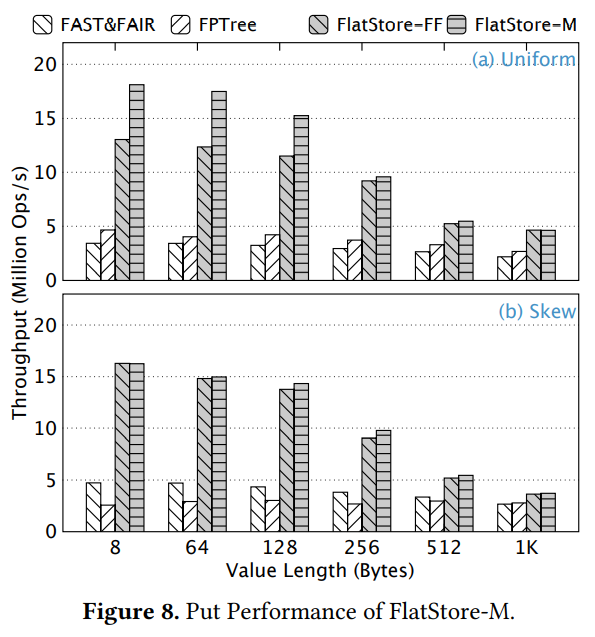 FAST&FAIR FPTree FlatStore=FF FlatStore=M
(a) Uniform
20
15
10
5
0
(b) Skew
20
15
10
5
0
Throughput (Million Ops/s)
8 64 128 256 512 1K
Value Length (Bytes)
Figure 8. Put Performance of FlatStore-M.